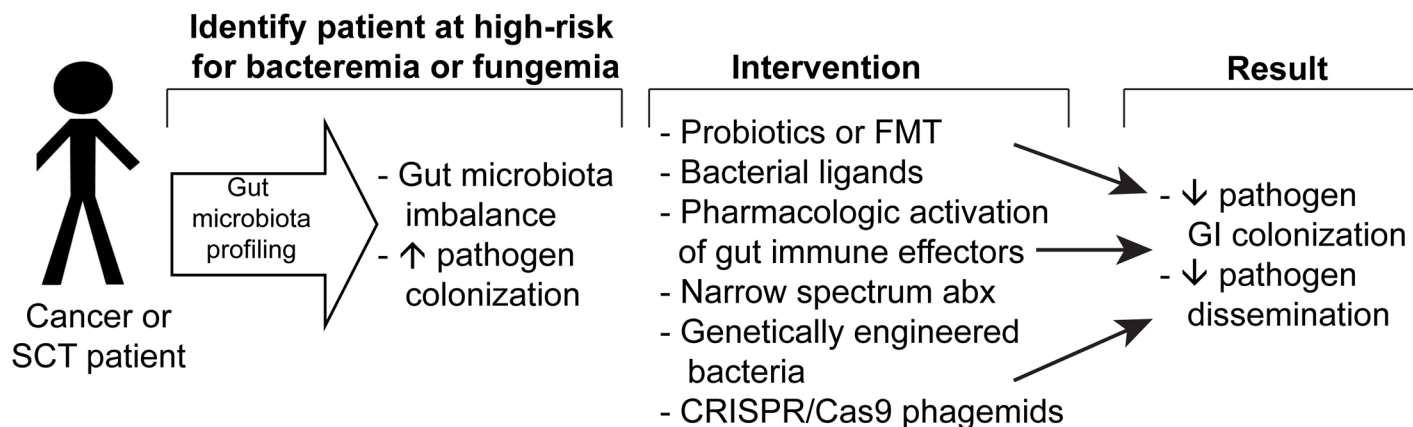 Identify patient at high-risk
for bacteremia or fungemia
Intervention
Result
Cancer or
SCT patient
Gut
microbiota
profiling
- Gut microbiota
imbalance
- ↑ pathogen
colonization
- Probiotics or FMT
- Bacterial ligands
- Pharmacologic activation
of gut immune effectors
- Narrow spectrum abx
- Genetically engineered
bacteria
- CRISPR/Cas9 phagemids
- ↓ pathogen
GI colonization
- ↓ pathogen
dissemination